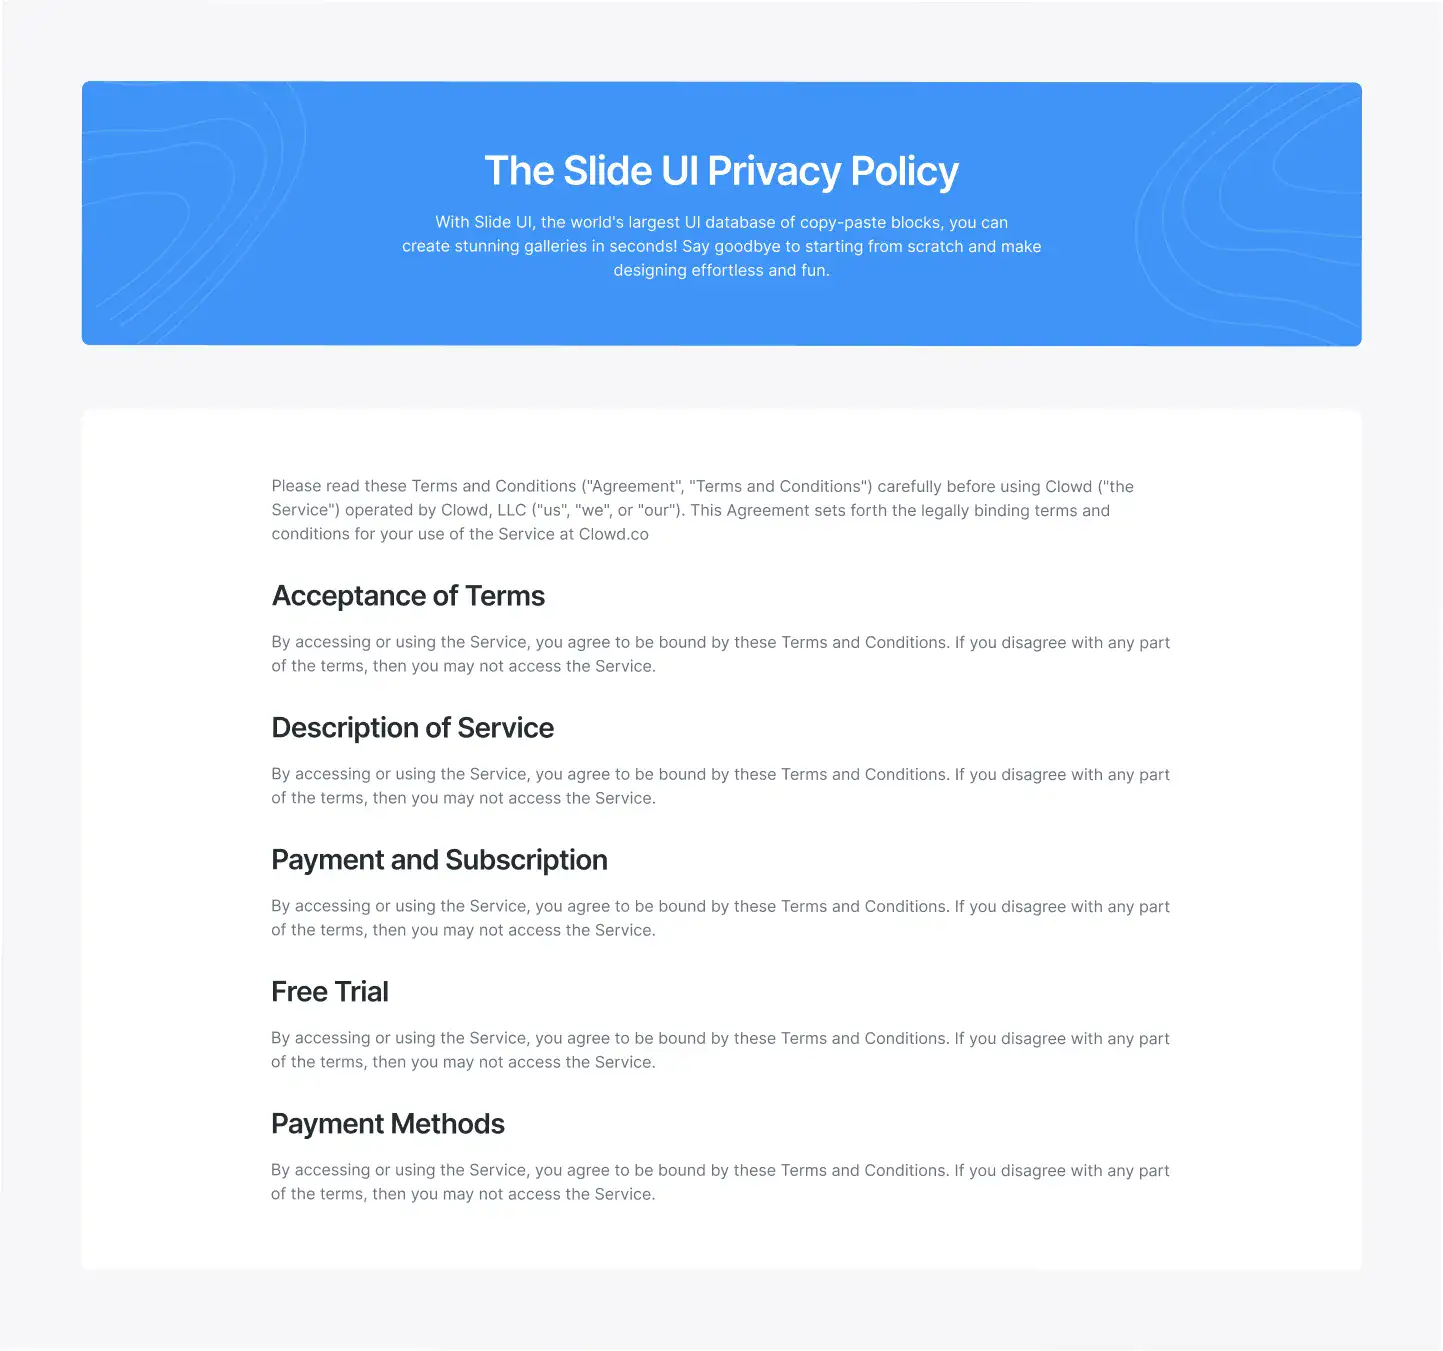 The Slide UI Privacy Policy
With Slide UI, the world's largest UI database of copy-paste blocks, you can
create stunning galleries in seconds! Say goodbye to starting from scratch and make
designing effortless and fun.
Please read these Terms and Conditions ("Agreement", "Terms and Conditions") carefully before using Clowd ("the
Service") operated by Clowd, LLC ("us", "we", or "our"). This Agreement sets forth the legally binding terms and
conditions for your use of the Service at Clowd.co
Acceptance of Terms
By accessing or using the Service, you agree to be bound by these Terms and Conditions. If you disagree with any part
of the terms, then you may not access the Service.
Description of Service
By accessing or using the Service, you agree to be bound by these Terms and Conditions. If you disagree with any part
of the terms, then you may not access the Service.
Payment and Subscription
By accessing or using the Service, you agree to be bound by these Terms and Conditions. If you disagree with any part
of the terms, then you may not access the Service.
Free Trial
By accessing or using the Service, you agree to be bound by these Terms and Conditions. If you disagree with any part
of the terms, then you may not access the Service.
Payment Methods
By accessing or using the Service, you agree to be bound by these Terms and Conditions. If you disagree with any part
of the terms, then you may not access the Service.